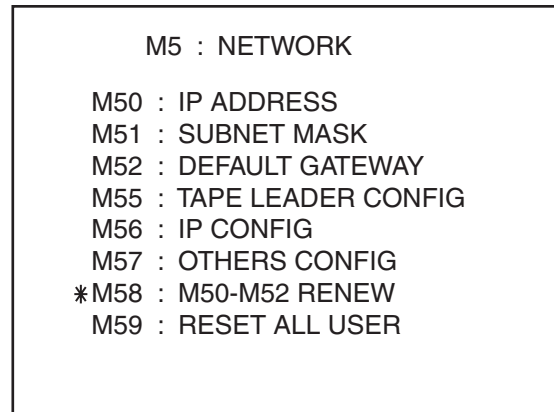 M5 : NETWORK
M50 : IP ADDRESS
M51 : SUBNET MASK
M52 : DEFAULT GATEWAY
M55 : TAPE LEADER CONFIG
M56 : IP CONFIG
M57 : OTHERS CONFIG
*M58 : M50-M52 RENEW
M59 : RESET ALL USER